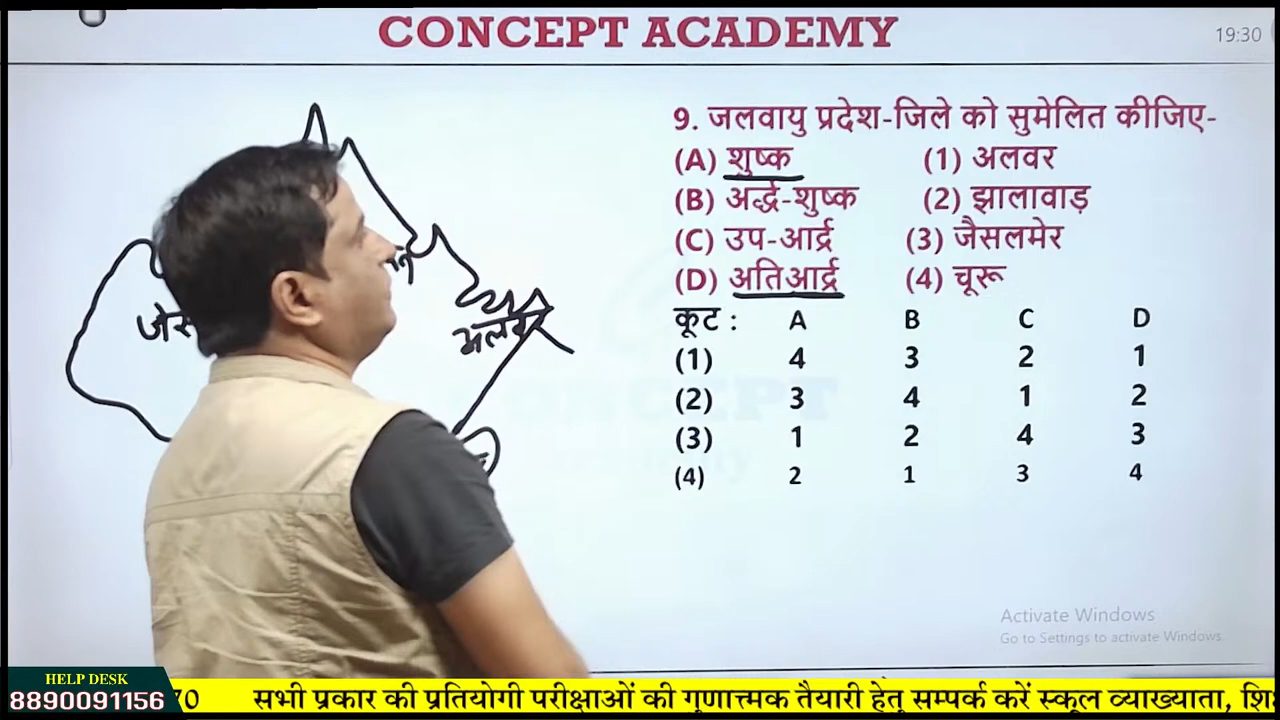 CONCEPT ACADEMY
19:30
9. जलवायु प्रदेश-जिले को सुमेलित कीजिए-
(A) शुष्क (1) अलवर
(B) अर्द्ध-शुष्क (2) झालावाड़
(C) उप-आर्द्र (3) जैसलमेर
(D) अतिआर्द्र (4) चूरू
कूट : A B C D
(1) 4 3 2 1
(2) 3 4 1 2
(3) 1 2 4 3
(4) 2 1 3 4
अलवर
Activate Windows
Go to Settings to activate Windows.
HELP DESK
8890091156
70 सभी प्रकार की प्रतियोगी परीक्षाओं की गुणात्मक तैयारी हेतु सम्पर्क करें स्कूल व्याख्याता,